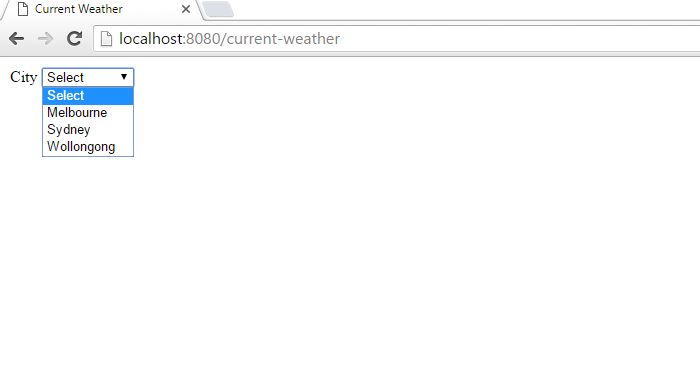 Current Weather
localhost:8080/current-weather
City Select
Select
Melbourne
Sydney
Wollongong